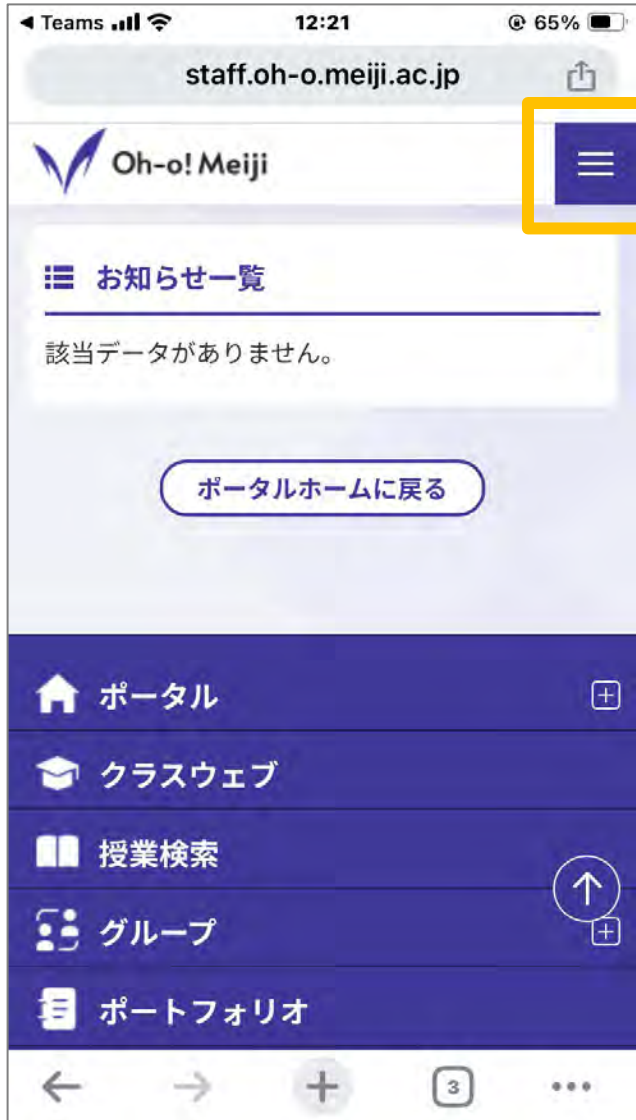 Teams 12:21 65%
staff.oh-o.meiji.ac.jp
Oh-o! Meiji
お知らせ一覧
該当データがありません。
ポータルホームに戻る
ポータル
クラスウェブ
授業検索
グループ
ポートフォリオ
3